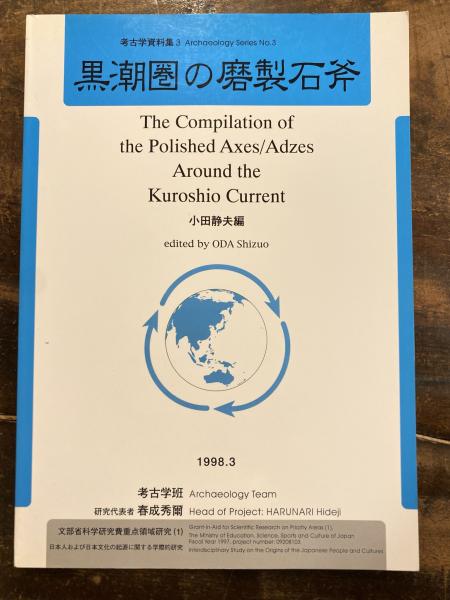 考古学資料集 3 Archaeology Series No.3
黒潮圏の磨製石斧
The Compilation of
the Polished Axes/Adzes
Around the
Kuroshio Current
小田静夫編
edited by ODA Shizuo
1998.3
考古学班 Archaeology Team
研究代表者 春成秀爾 Head of Project: HARUNARI Hideji
文部省科学研究費重点領域研究 (1)
日本人および日本文化の起源に関する学際的研究
Grant-in-Aid for Scientific Research on Priority Areas (1),
The Ministry of Education, Science, Sports and Culture of Japan
Fiscal Year 1997, project number: 09208103
Interdisciplinary Study on the Origins of the Japanese People and Cultures